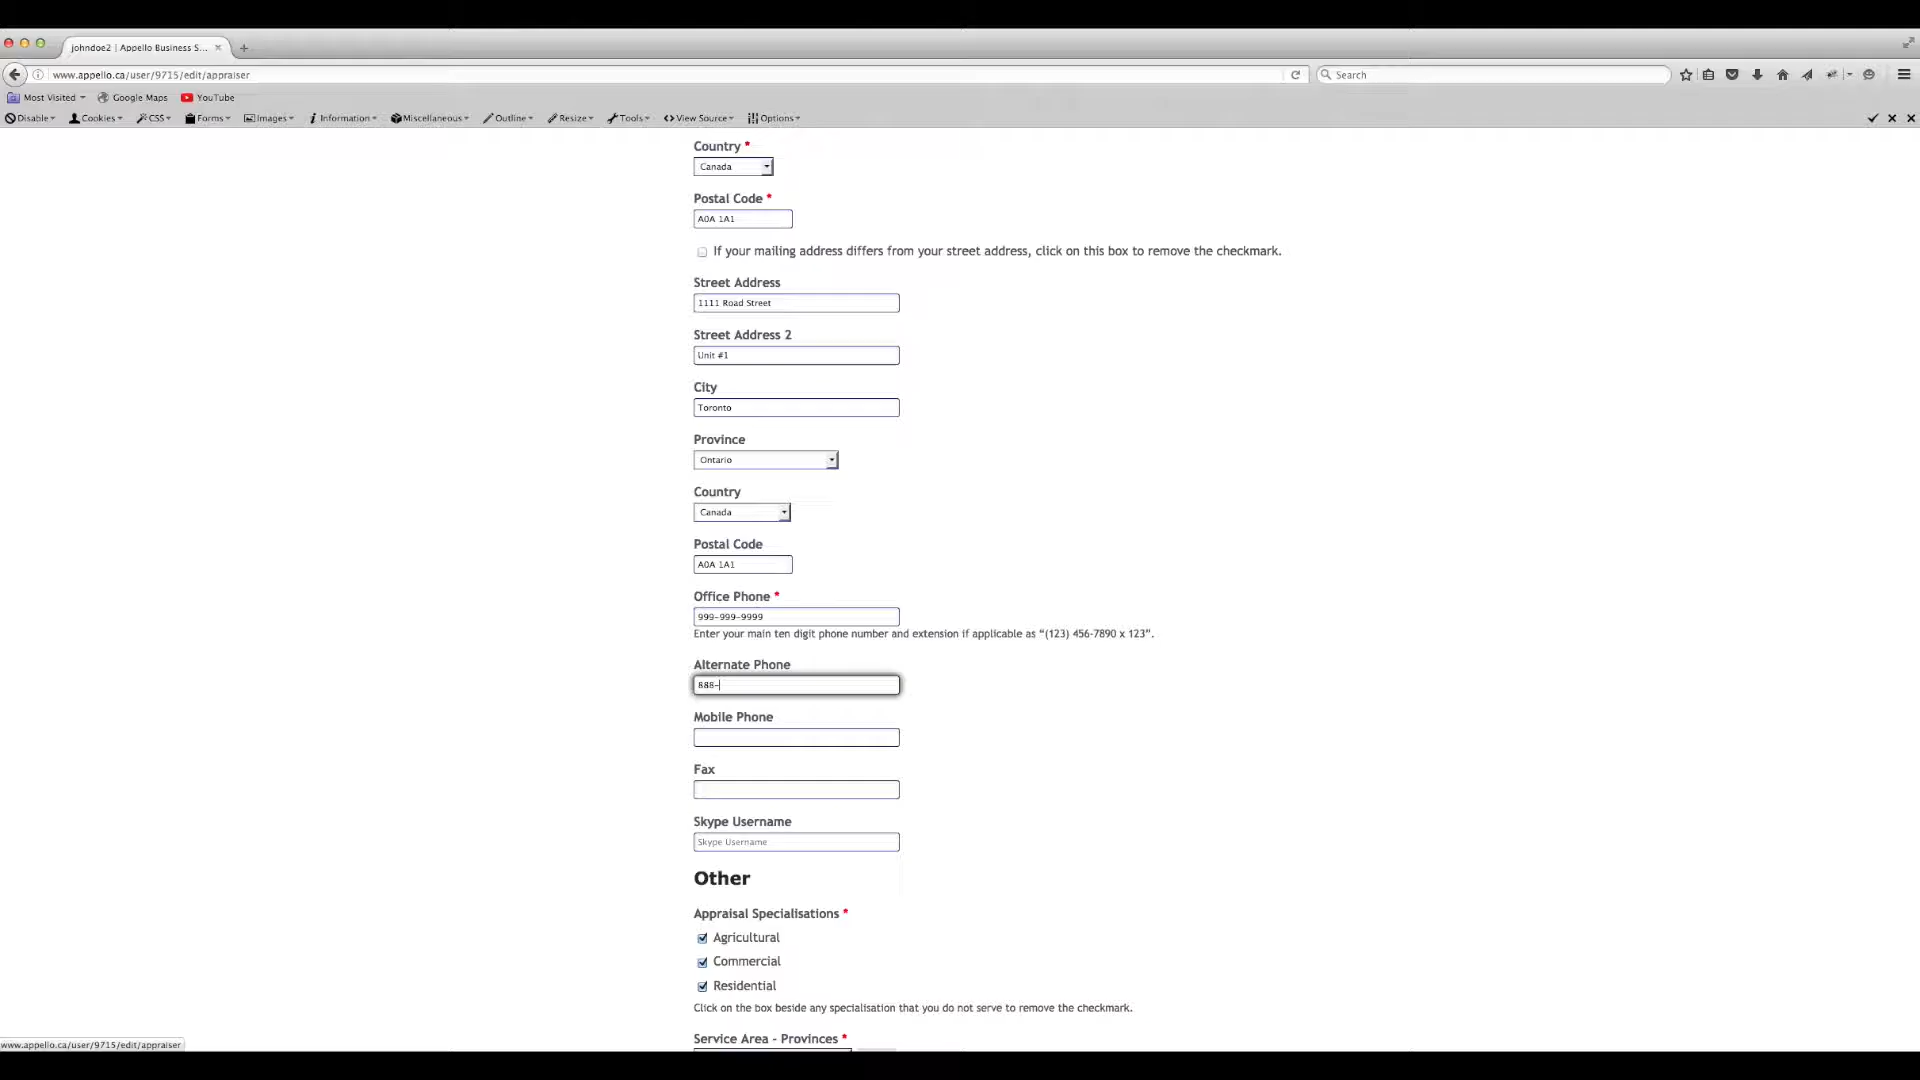 johndoe2 | Appello Business S...
www.appello.ca/user/9715/edit/appraiser
Search
Most Visited
Google Maps
YouTube
Disable
Cookies
CSS
Forms
Images
Information
Miscellaneous
Outline
Resize
Tools
View Source
Options
Country *
Canada
Postal Code *
A0A 1A1
If your mailing address differs from your street address, click on this box to remove the checkmark.
Street Address
1111 Road Street
Street Address 2
Unit #1
City
Toronto
Province
Ontario
Country
Canada
Postal Code
A0A 1A1
Office Phone *
999-999-9999
Enter your main ten digit phone number and extension if applicable as “(123) 456-7890 x 123”.
Alternate Phone
888-
Mobile Phone
Fax
Skype Username
Skype Username
Other
Appraisal Specialisations *
Agricultural
Commercial
Residential
Click on the box beside any specialisation that you do not serve to remove the checkmark.
Service Area - Provinces *
www.appello.ca/user/9715/edit/appraiser